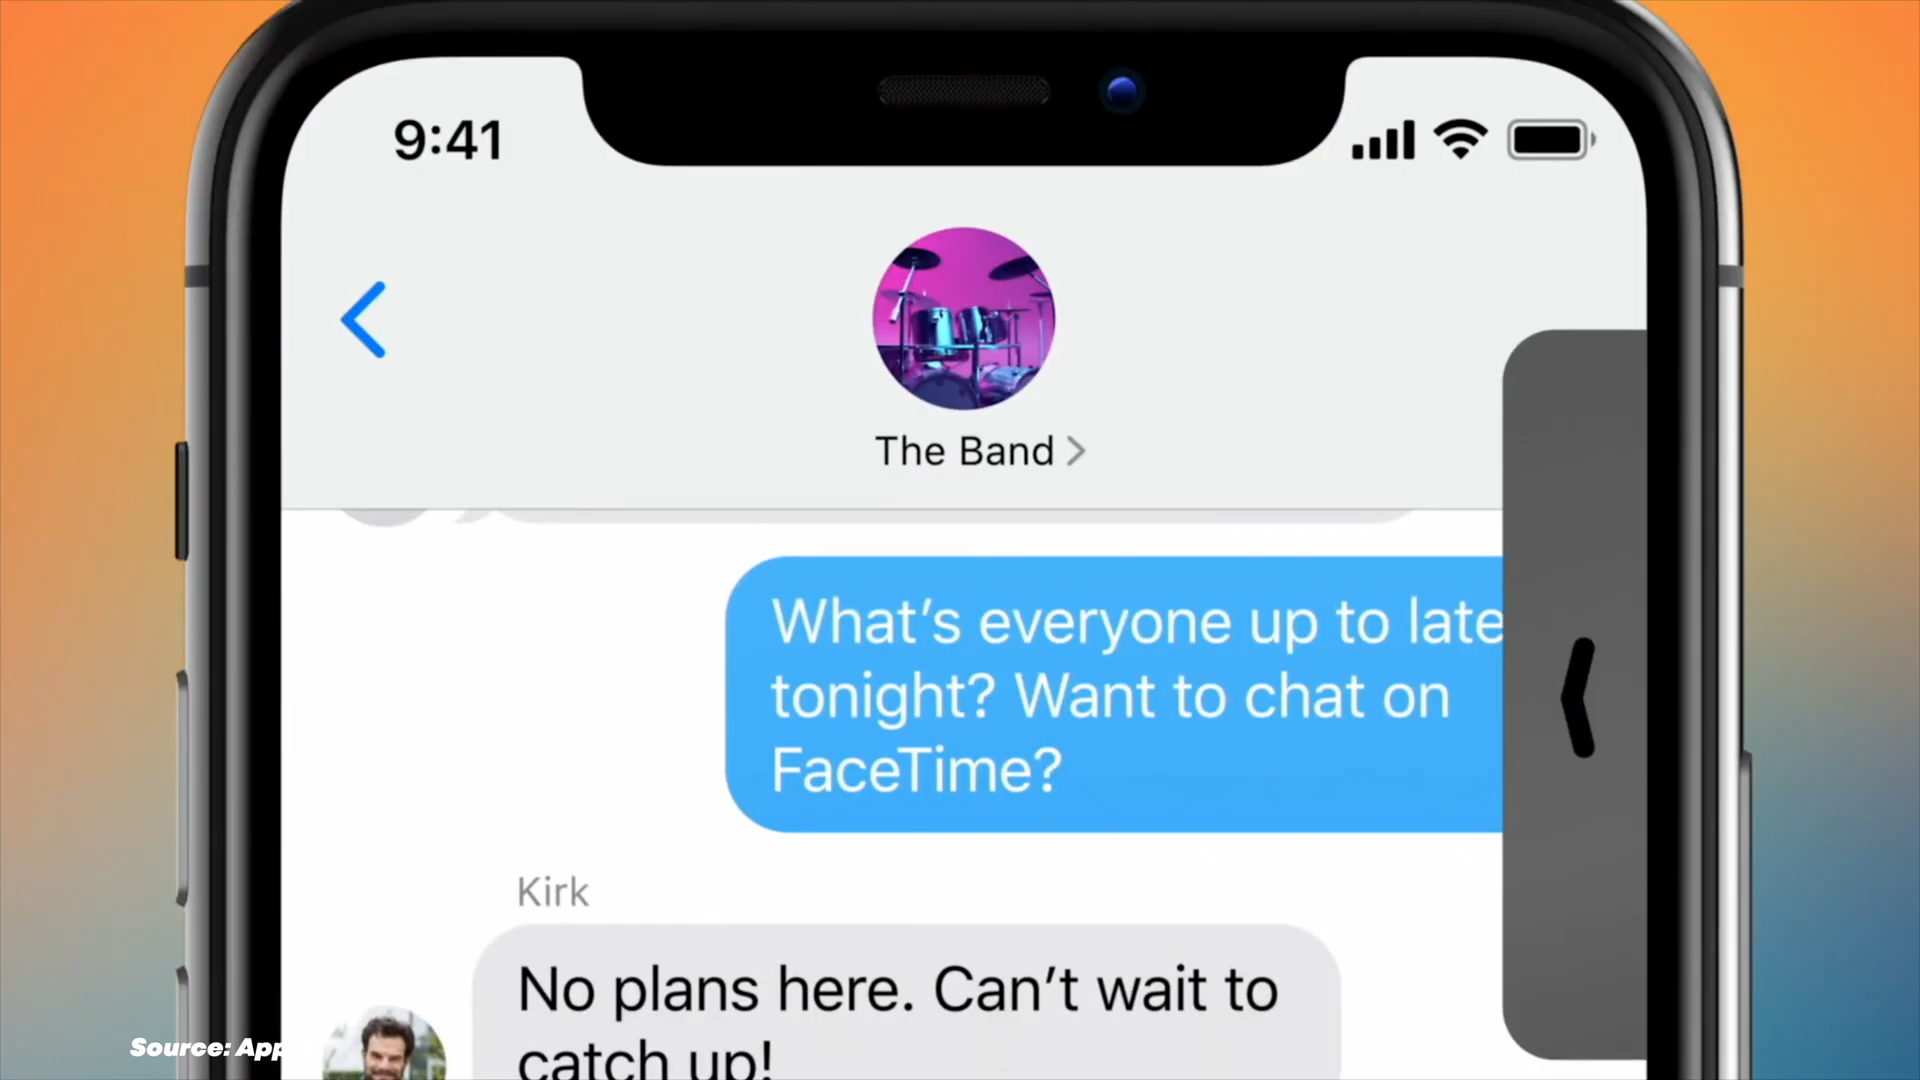 9:41
The Band
What’s everyone up to late
tonight? Want to chat on
FaceTime?
Kirk
No plans here. Can’t wait to
catch up!
Source: